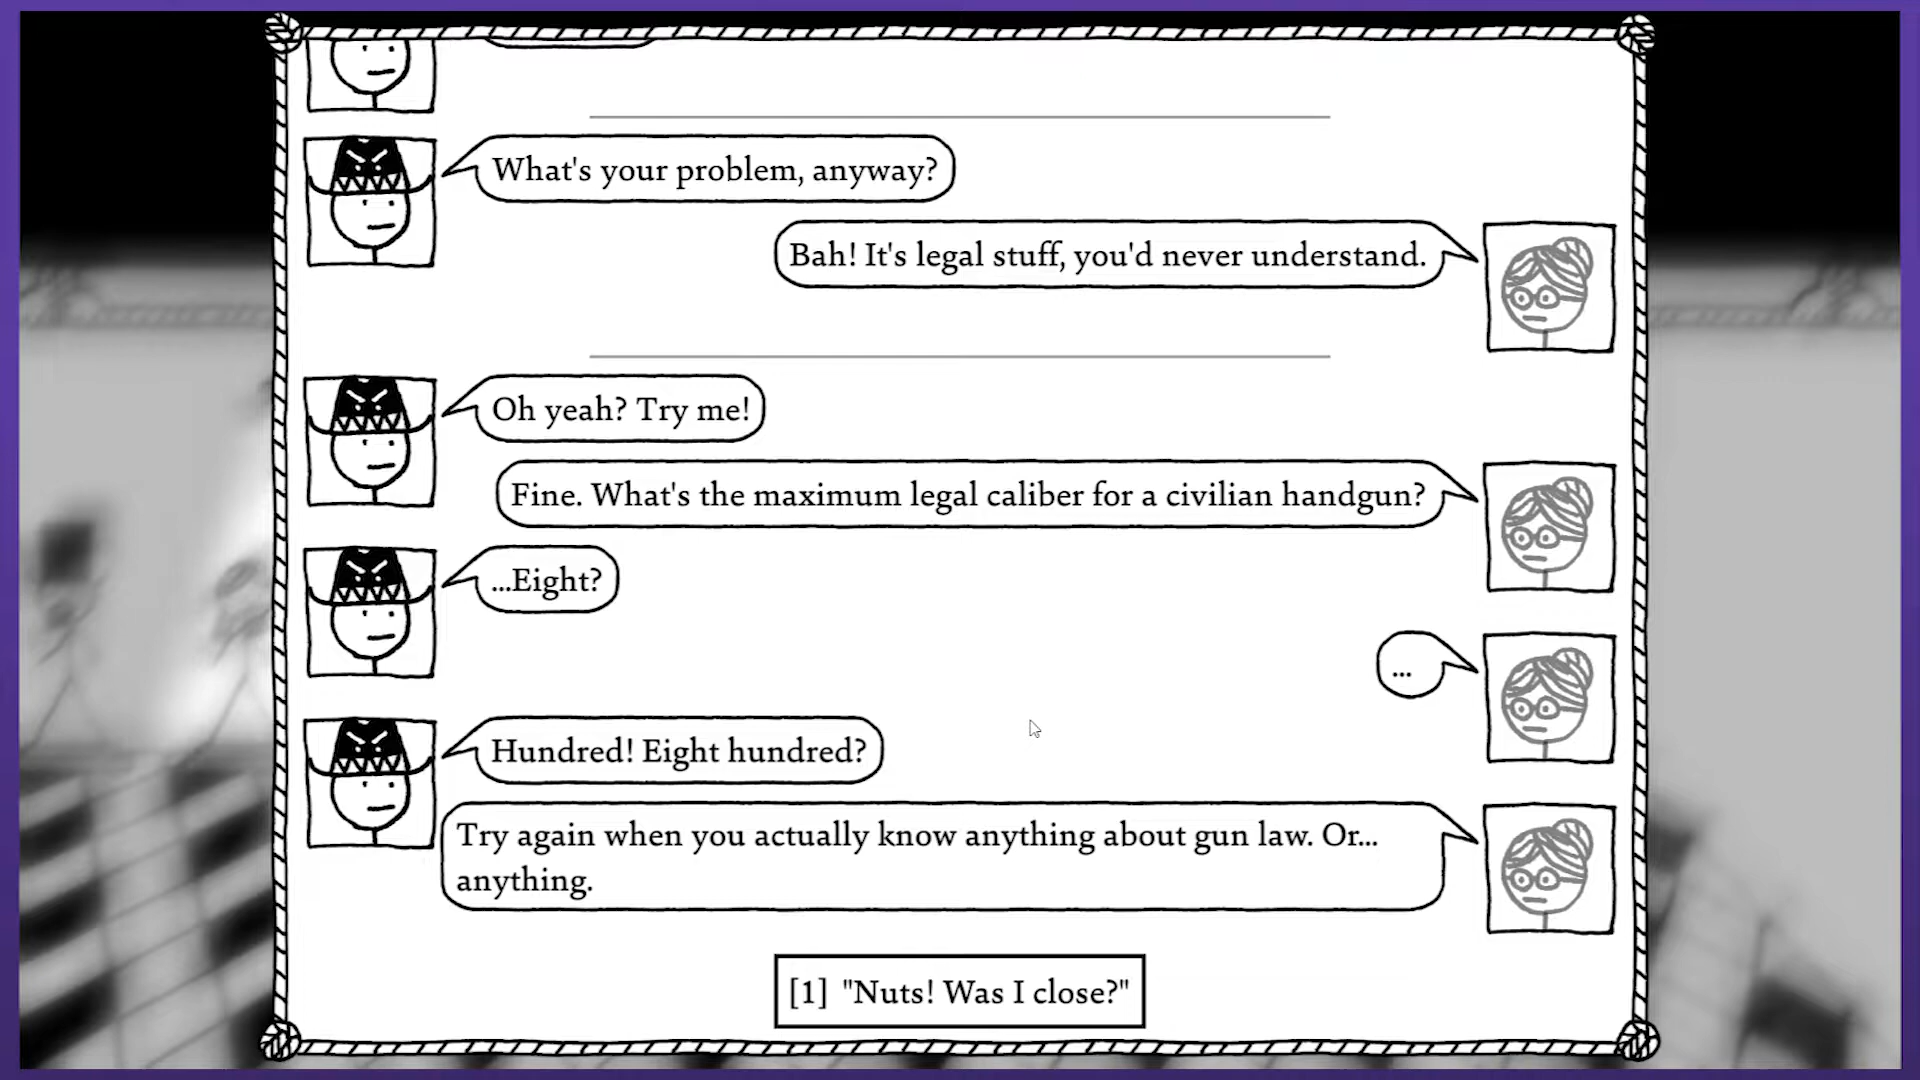 What's your problem, anyway?
Bah! It's legal stuff, you'd never understand.
Oh yeah? Try me!
Fine. What's the maximum legal caliber for a civilian handgun?
...Eight?
...
Hundred! Eight hundred?
Try again when you actually know anything about gun law. Or...
anything.
[1] "Nuts! Was I close?"